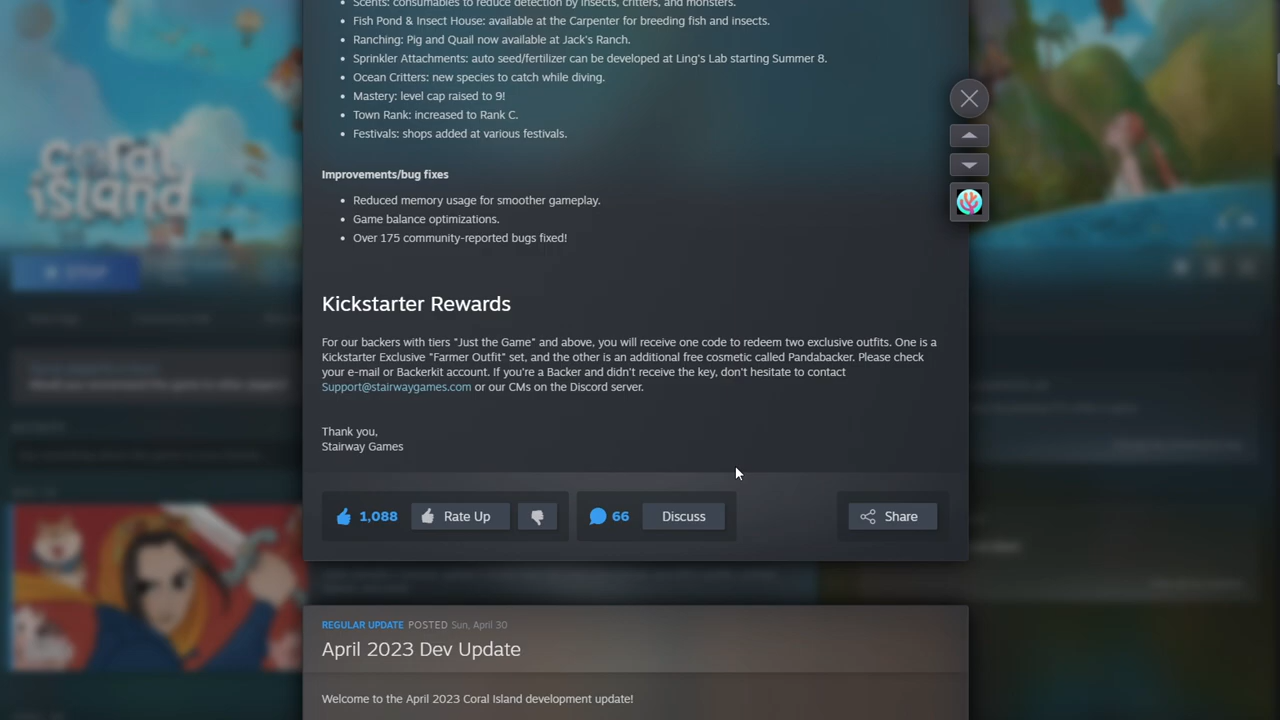 Scents: consumables to reduce detection by insects, critters, and monsters.
Fish Pond & Insect House: available at the Carpenter for breeding fish and insects.
Ranching: Pig and Quail now available at Jack's Ranch.
Sprinkler Attachments: auto seed/fertilizer can be developed at Ling's Lab starting Summer 8.
Ocean Critters: new species to catch while diving.
Mastery: level cap raised to 9!
Town Rank: increased to Rank C.
Festivals: shops added at various festivals.
coral
island
Improvements/bug fixes
Reduced memory usage for smoother gameplay.
Game balance optimizations.
Over 175 community-reported bugs fixed!
STOP
Kickstarter Rewards
For our backers with tiers "Just the Game" and above, you will receive one code to redeem two exclusive outfits. One is a
Kickstarter Exclusive "Farmer Outfit" set, and the other is an additional free cosmetic called Pandabacker. Please check
your e-mail or Backerkit account. If you're a Backer and didn't receive the key, don't hesitate to contact
Support@stairwaygames.com or our CMs on the Discord server.
Thank you,
Stairway Games
1,088 Rate Up 66 Discuss Share
REGULAR UPDATE POSTED Sun, April 30
April 2023 Dev Update
Welcome to the April 2023 Coral Island development update!